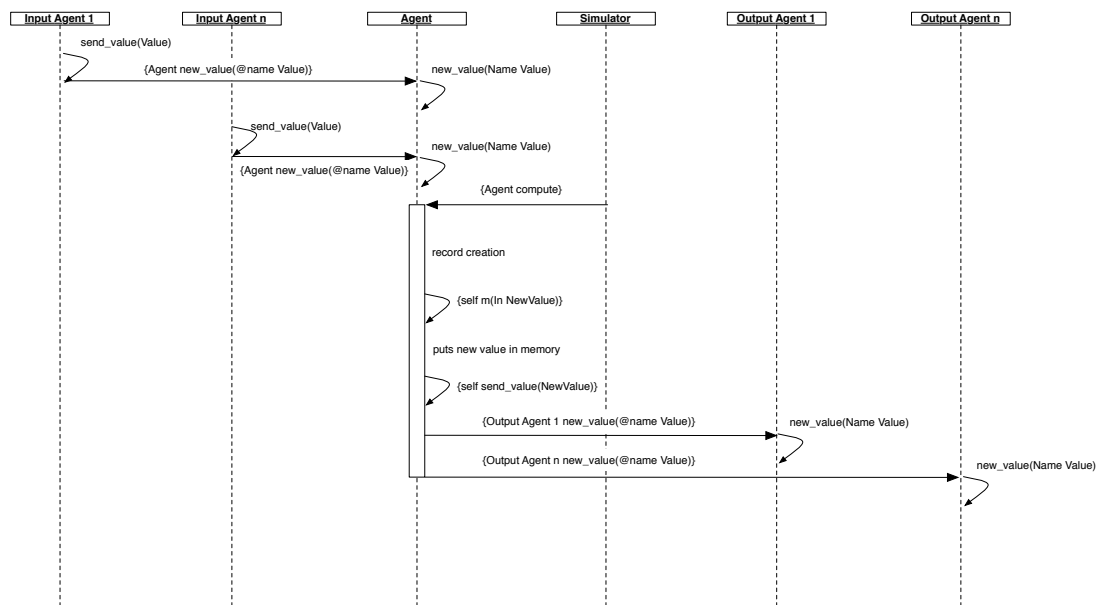 Input Agent 1
Input Agent n
Agent
Simulator
Output Agent 1
Output Agent n
send_value(Value)
{Agent new_value(@name Value)}
new_value(Name Value)
send_value(Value)
new_value(Name Value)
{Agent new_value(@name Value)}
{Agent compute}
record creation
{self m(In NewValue)}
puts new value in memory
{self send_value(NewValue)}
{Output Agent 1 new_value(@name Value)}
new_value(Name Value)
{Output Agent n new_value(@name Value)}
new_value(Name Value)